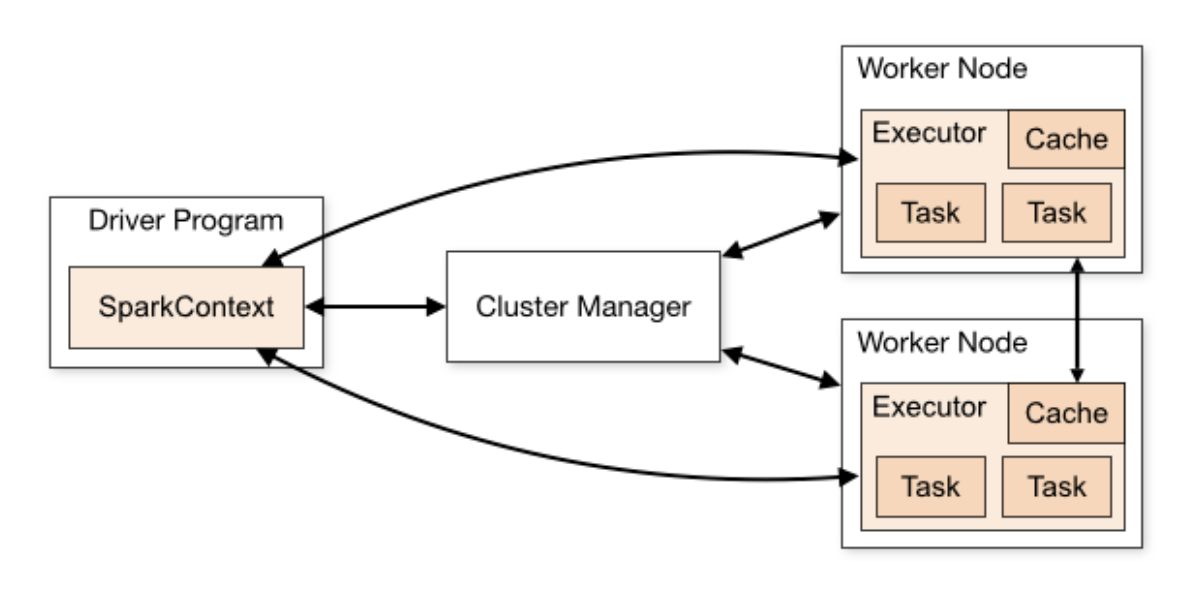 Driver Program
SparkContext
Cluster Manager
Worker Node
Executor
Cache
Task
Task
Worker Node
Executor
Cache
Task
Task